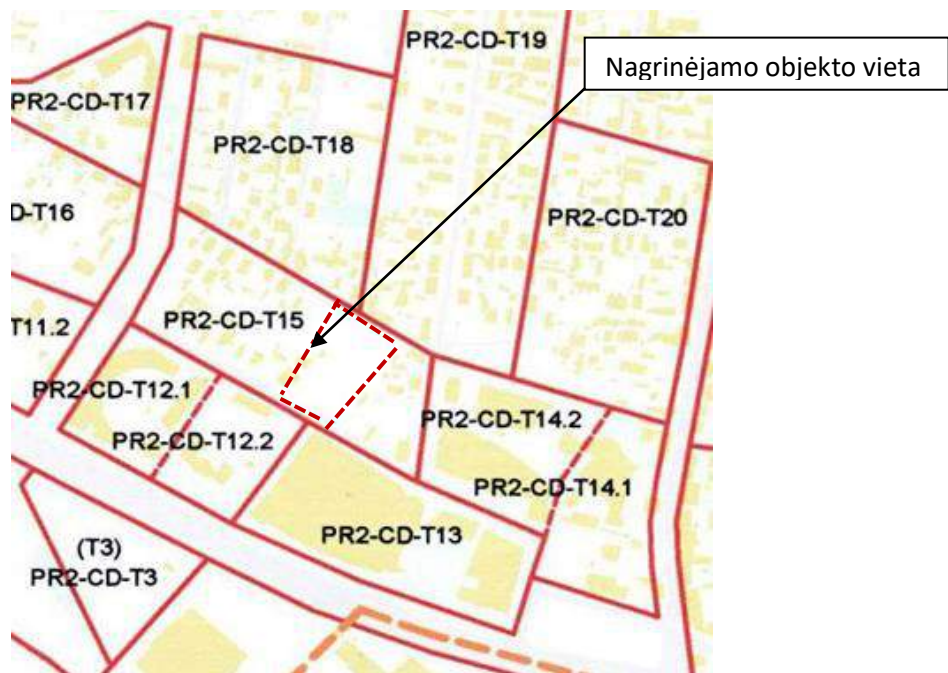 PR2-CD-T19
Nagrinėjamo objekto vieta
PR2-CD-T17
PR2-CD-T18
D-T16
PR2-CD-T20
PR2-CD-T15
T11.2
PR2-CD-T12.1
PR2-CD-T14.2
PR2-CD-T12.2
PR2-CD-T14.1
PR2-CD-T13
(T3)
PR2-CD-T3